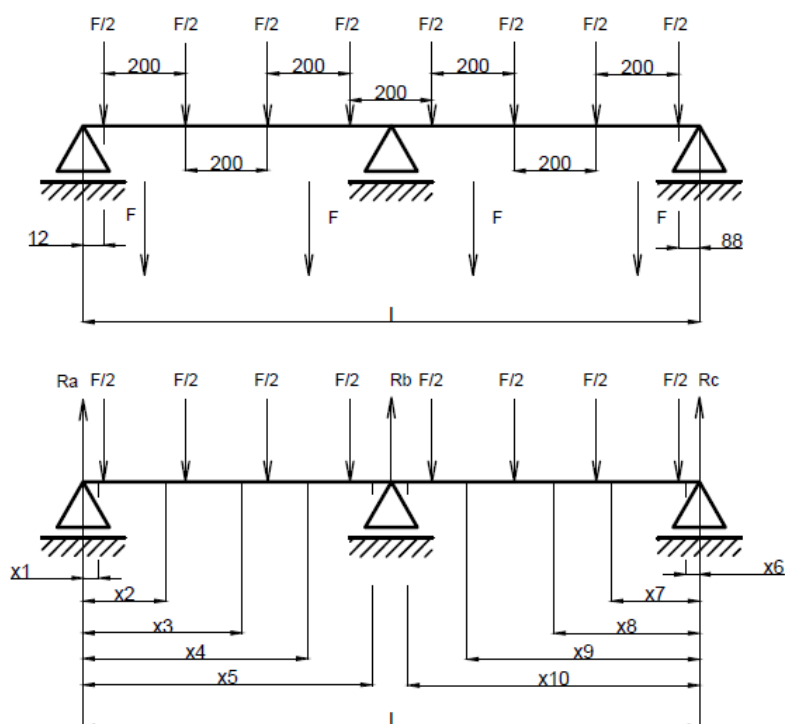 F/2 F/2 F/2 F/2 F/2 F/2 F/2 F/2
200 200 200 200
200
200 200
F F F F
12 88
l
Ra F/2 F/2 F/2 F/2 Rb F/2 F/2 F/2 F/2 Rc
x1 x6
x2 x7
x3 x8
x4 x9
x5 x10
l